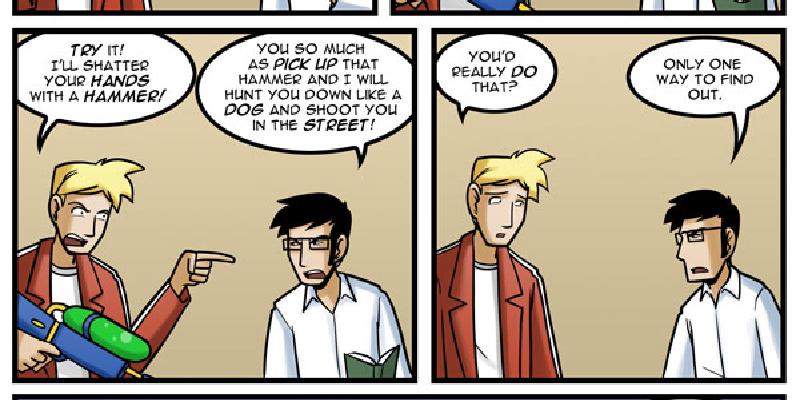 TRY IT!
I'LL SHATTER
YOUR HANDS
WITH A HAMMER!
YOU SO MUCH
AS PICK UP THAT
HAMMER AND I WILL
HUNT YOU DOWN LIKE A
DOG AND SHOOT YOU
IN THE STREET!
YOU'D
REALLY DO
THAT?
ONLY ONE
WAY TO FIND
OUT.